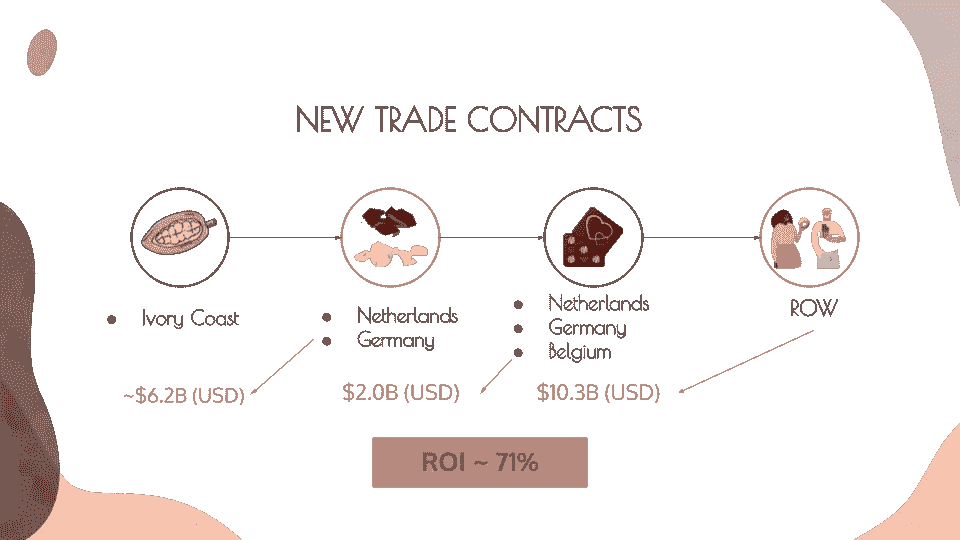 NEW TRADE CONTRACTS
● Ivory Coast
● Netherlands
● Germany
● Netherlands
● Germany
● Belgium
ROW
~$6.2B (USD)
$2.0B (USD)
$10.3B (USD)
ROI ~ 71%